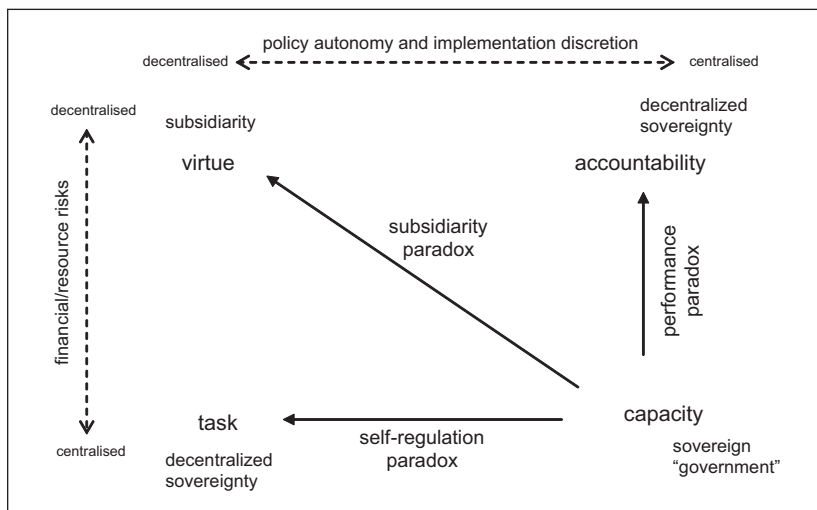 policy autonomy and implementation discretion
decentralised
centralised
decentralised
subsidiarity
virtue
decentralized
sovereignty
accountability
financial/resource risks
subsidiarity
paradox
performance
paradox
task
decentralized
sovereignty
self-regulation
paradox
capacity
sovereign
“government”
centralised